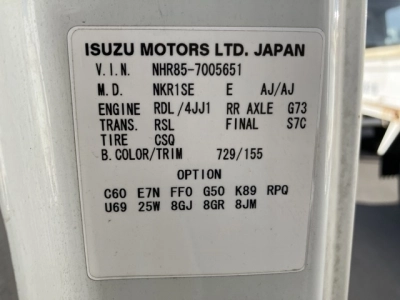 ISUZU MOTORS LTD. JAPAN
V.I.N. NHR85-7005651
M.D. NKR1SE E AJ/AJ
ENGINE RDL/4JJ1 RR AXLE G73
TRANS. RSL FINAL S7C
TIRE CSQ
B.COLOR/TRIM 729/155
OPTION
C60 E7N FF0 G50 K89 RPQ
U69 25W 8GJ 8GR 8JM